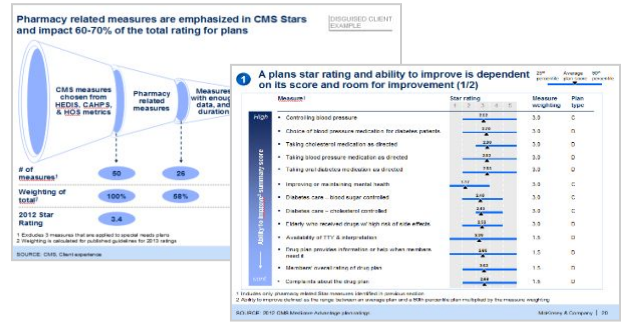 Pharmacy related measures are emphasized in CMS Stars
and impact 60-70% of the total rating for plans
DISGUISED CLIENT
EXAMPLE
CMS measures
chosen from
HEDIS, CAHPS,
& HOS metrics
Pharmacy
related
measures
Measures
with enough
data, and
duration
# of
measures¹
50
26
Weighting of
total²
100%
58%
2012 Star
Rating
3.4
1 Excludes 3 measures that are applied to special needs plans
2 Weighting is calculated for published guidelines for 2013 ratings
SOURCE: CMS, Client experience
1
A plans star rating and ability to improve is dependent
on its score and room for improvement (1/2)
percentile
Average
plan score
90th
percentile
Measure¹
Star rating
1 2 3 4 5
Measure
weighting
Plan
type
High
Ability to improve² summary score
Controlling blood pressure
3.0 C
Choice of blood pressure medication for diabetes patients
3.0 D
Taking cholesterol medication as directed
3.0 D
Taking blood pressure medication as directed
3.0 D
Taking oral diabetes medication as directed
3.0 D
Improving or maintaining mental health
3.0 C
Diabetes care – blood sugar controlled
3.0 C
Diabetes care – cholesterol controlled
3.0 C
Elderly who received drugs w/ high risk of side effects
3.0 D
Availability of TTY & interpretation
1.5 D
Drug plan provides information or help when members
need it
1.5 D
Members' overall rating of drug plan
1.5 D
Complaints about the drug plan
1.5 D
Low
1 Includes only pharmacy related Star measures identified in previous section
2 Ability to improve defined as the range between an average plan and a 90th percentile plan multiplied by the measure weighting
SOURCE: 2012 CMS Medicare Advantage plan ratings
McKinsey & Company | 20